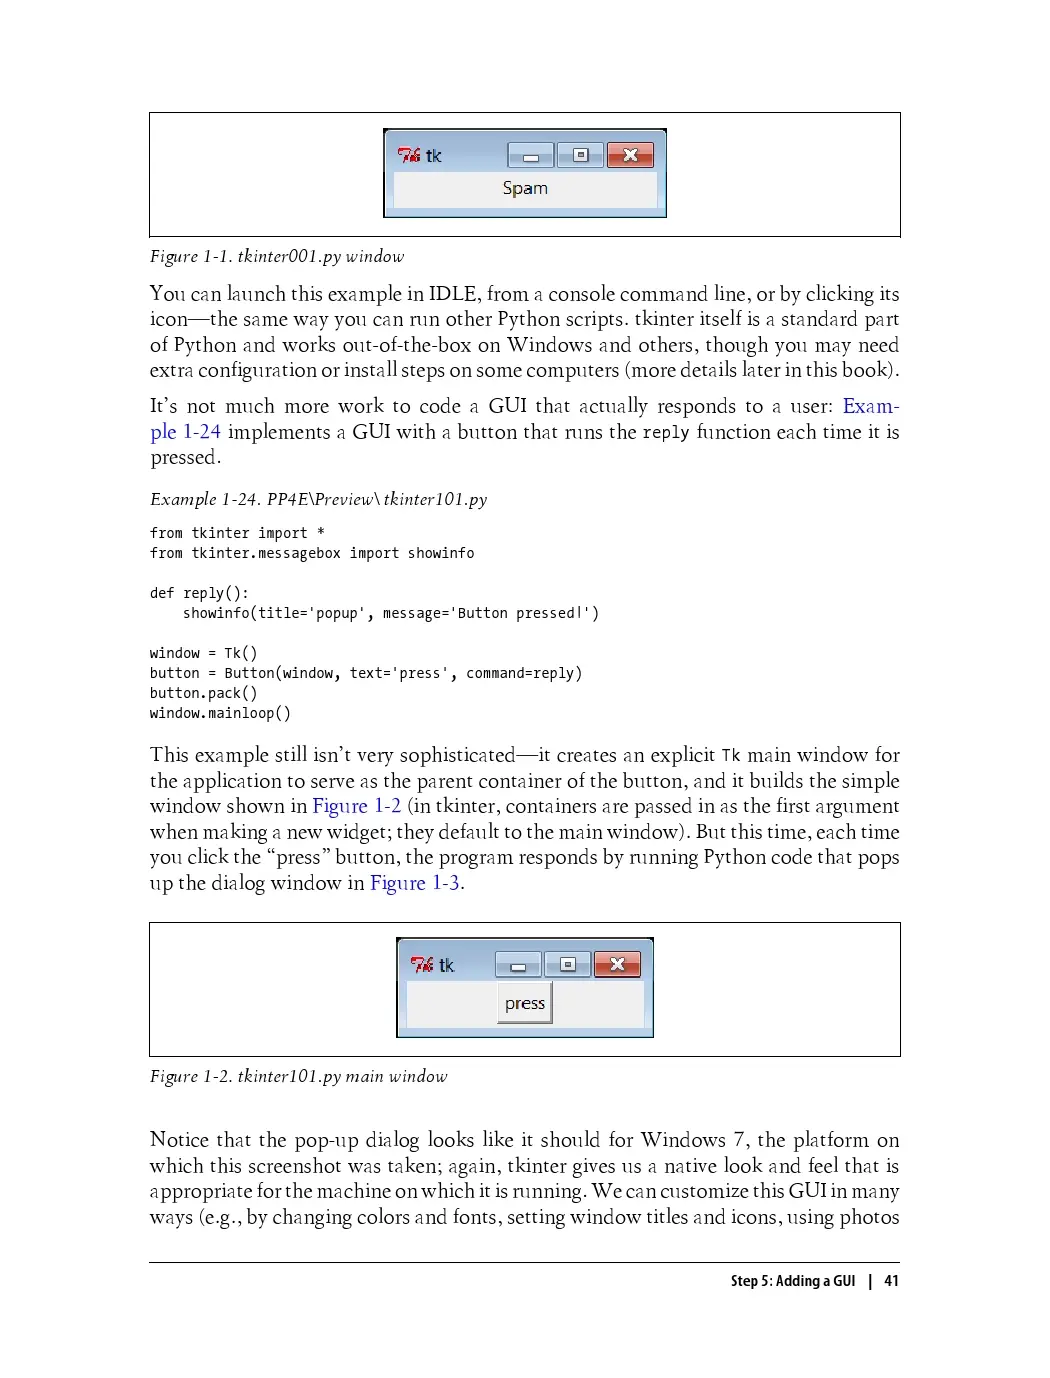 tk
Spam
Figure 1-1. tkinter001.py window
You can launch this example in IDLE, from a console command line, or by clicking its
icon—the same way you can run other Python scripts. tkinter itself is a standard part
of Python and works out-of-the-box on Windows and others, though you may need
extra configuration or install steps on some computers (more details later in this book).
It’s not much more work to code a GUI that actually responds to a user: Exam-
ple 1-24 implements a GUI with a button that runs the reply function each time it is
pressed.
Example 1-24. PP4E\Preview\ tkinter101.py
from tkinter import *
from tkinter.messagebox import showinfo
def reply():
    showinfo(title='popup', message='Button pressed!')
window = Tk()
button = Button(window, text='press', command=reply)
button.pack()
window.mainloop()
This example still isn’t very sophisticated—it creates an explicit Tk main window for
the application to serve as the parent container of the button, and it builds the simple
window shown in Figure 1-2 (in tkinter, containers are passed in as the first argument
when making a new widget; they default to the main window). But this time, each time
you click the “press” button, the program responds by running Python code that pops
up the dialog window in Figure 1-3.
tk
press
Figure 1-2. tkinter101.py main window
Notice that the pop-up dialog looks like it should for Windows 7, the platform on
which this screenshot was taken; again, tkinter gives us a native look and feel that is
appropriate for the machine on which it is running. We can customize this GUI in many
ways (e.g., by changing colors and fonts, setting window titles and icons, using photos
Step 5: Adding a GUI | 41